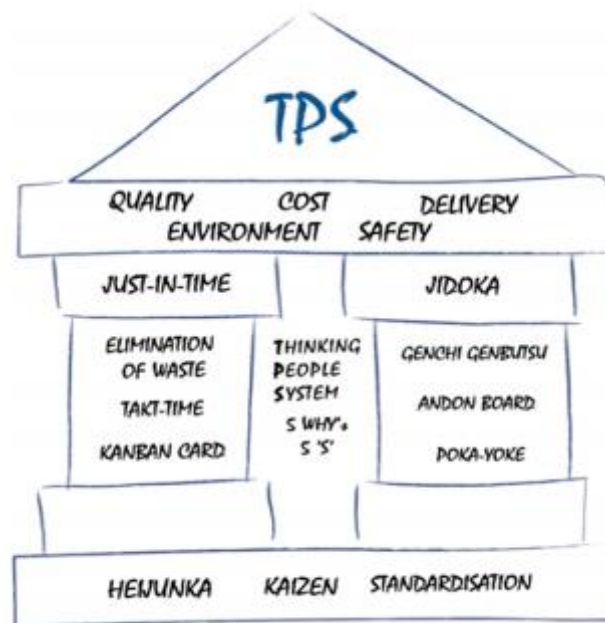 TPS
QUALITY COST DELIVERY
ENVIRONMENT SAFETY
JUST-IN-TIME
JIDOKA
ELIMINATION
OF WASTE
TAKT-TIME
KANBAN CARD
THINKING
PEOPLE
SYSTEM
5 WHY+
5 'S'
GENCHI GENBUTSU
ANDON BOARD
POKA-YOKE
HEIJUNKA KAIZEN STANDARDISATION